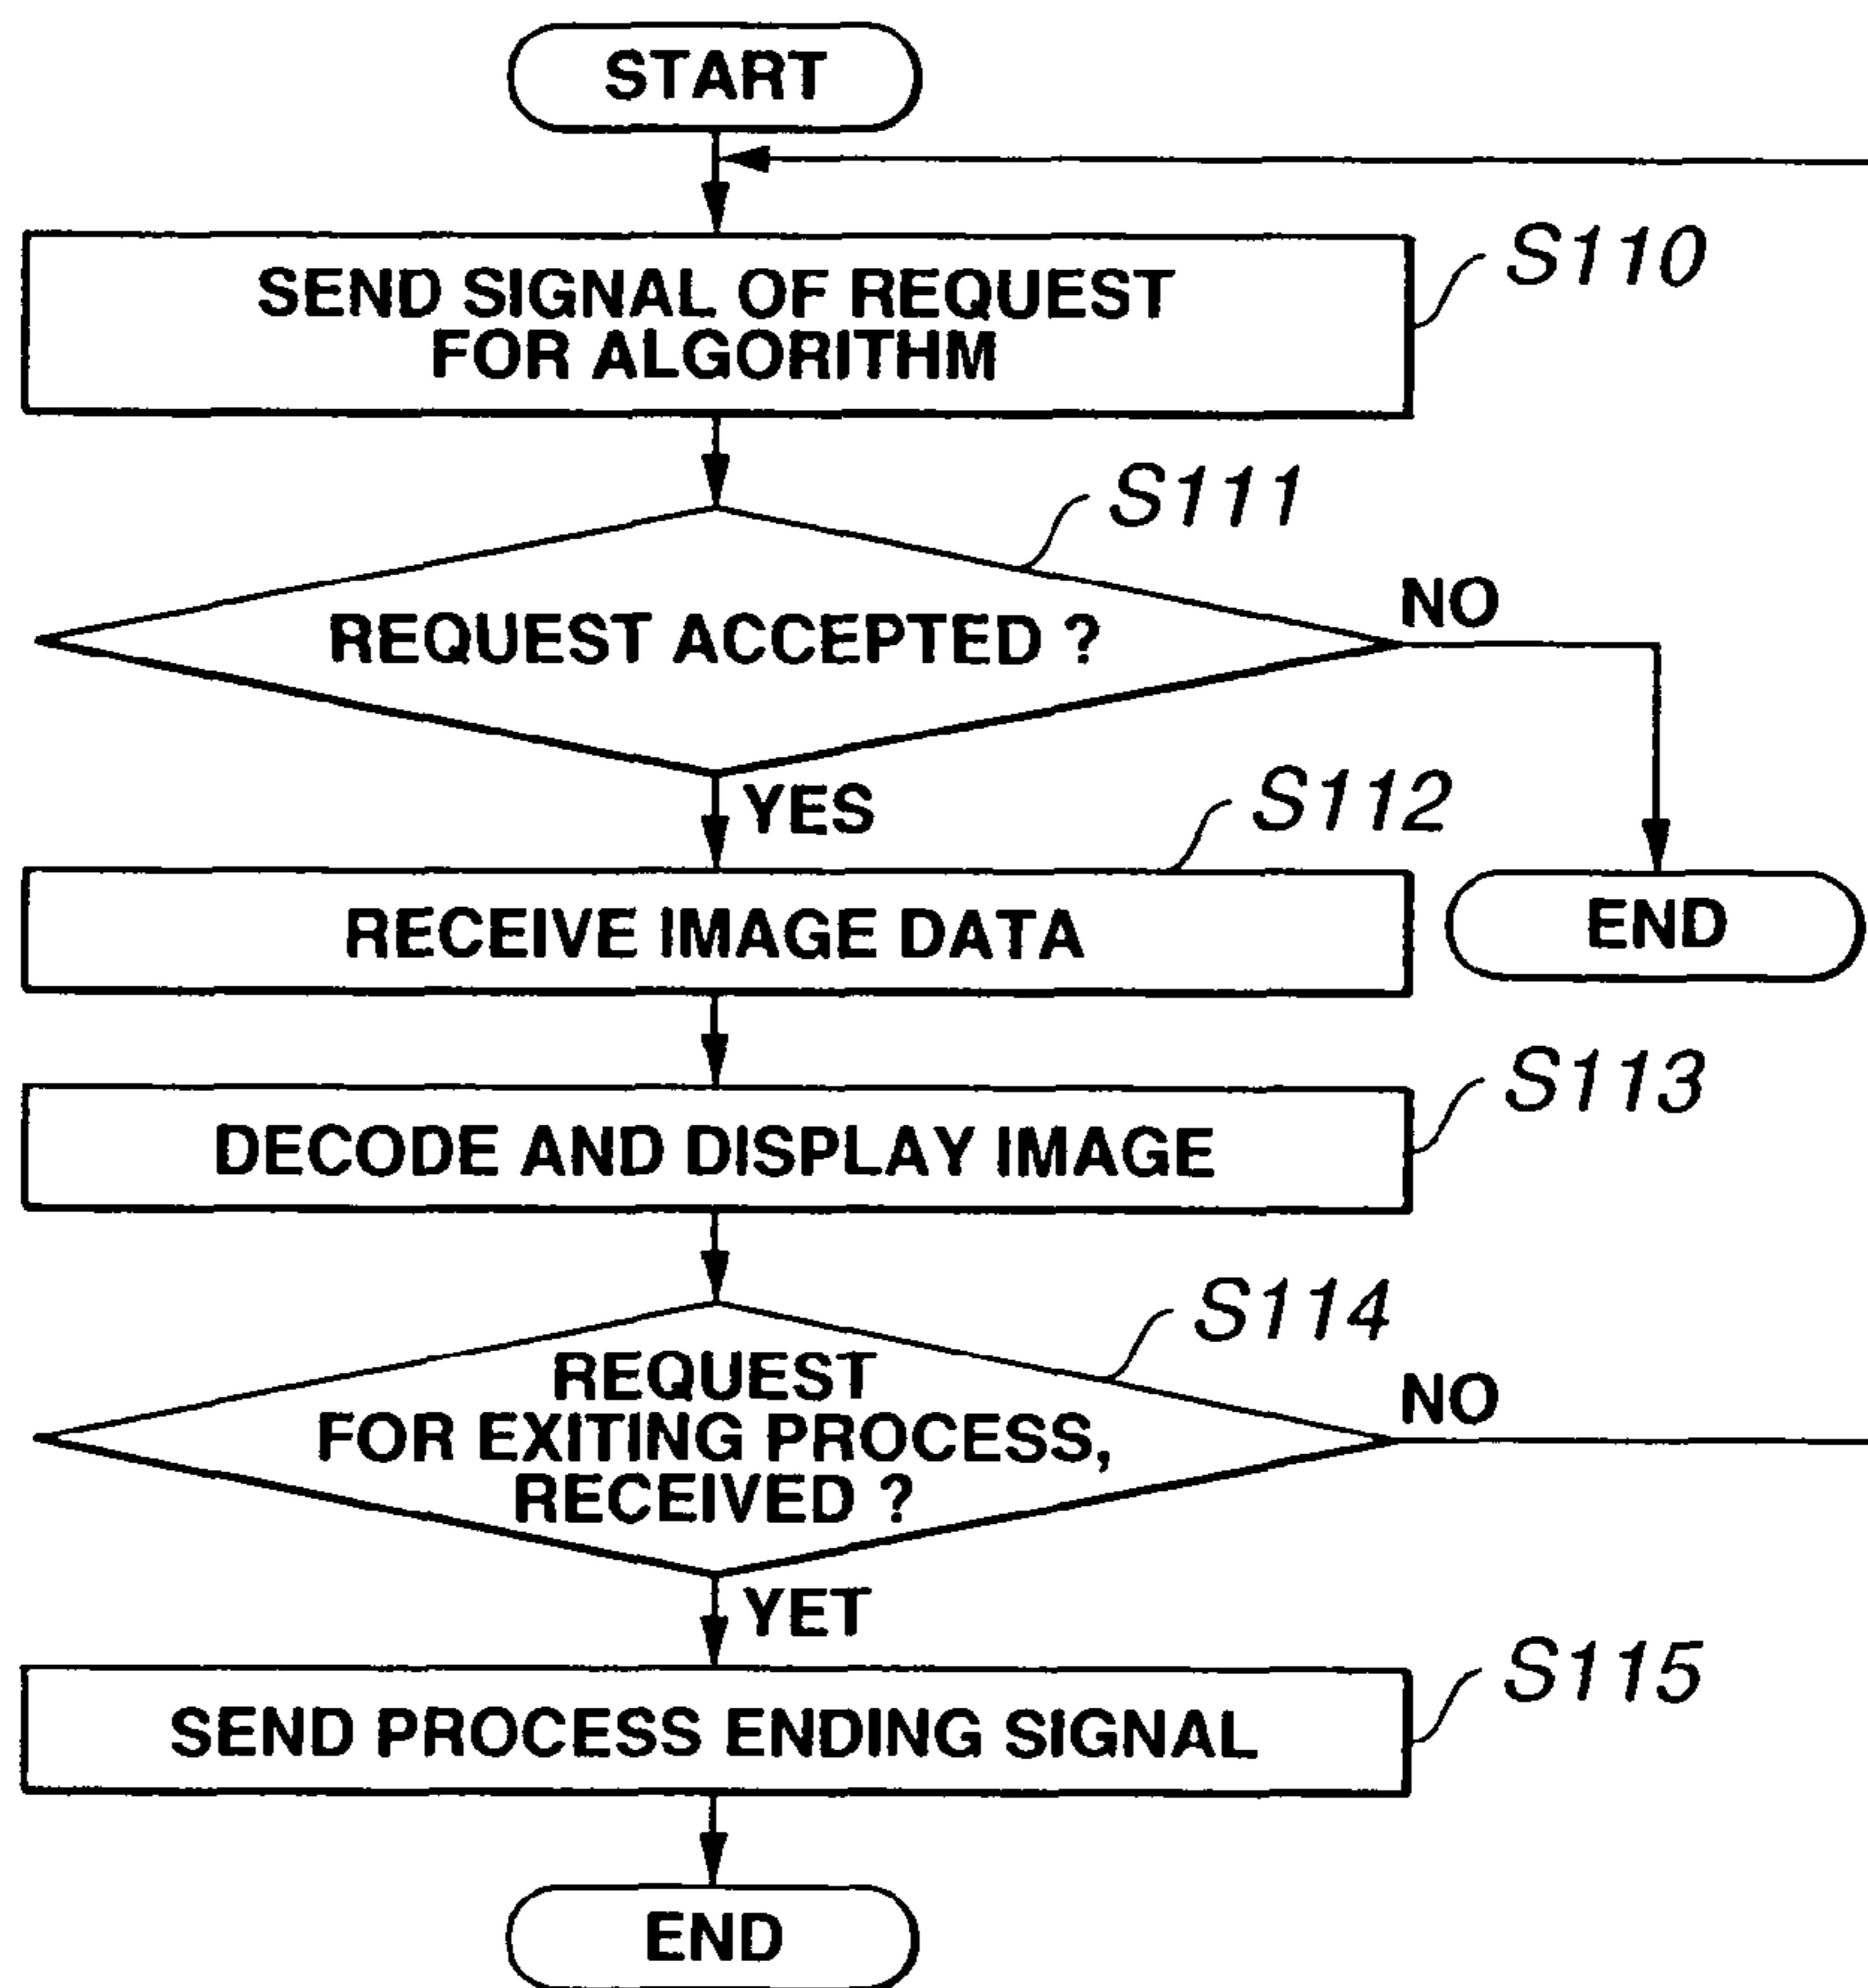 START
SEND SIGNAL OF REQUEST
FOR ALGORITHM
S110
S111
REQUEST ACCEPTED ?
NO
YES
S112
RECEIVE IMAGE DATA
END
S113
DECODE AND DISPLAY IMAGE
S114
REQUEST
FOR EXITING PROCESS,
RECEIVED ?
NO
YET
S115
SEND PROCESS ENDING SIGNAL
END